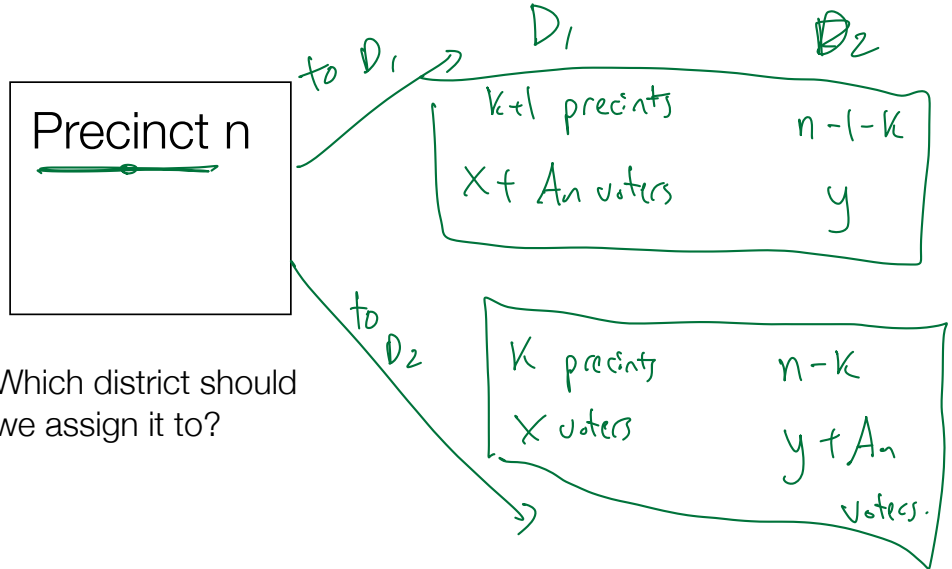 D1 D2
to D1
Precinct n
k+1 precints n-1-k
X+ An voters y
to D2
K precints n-k
X voters y+An
voters.
Which district should
we assign it to?